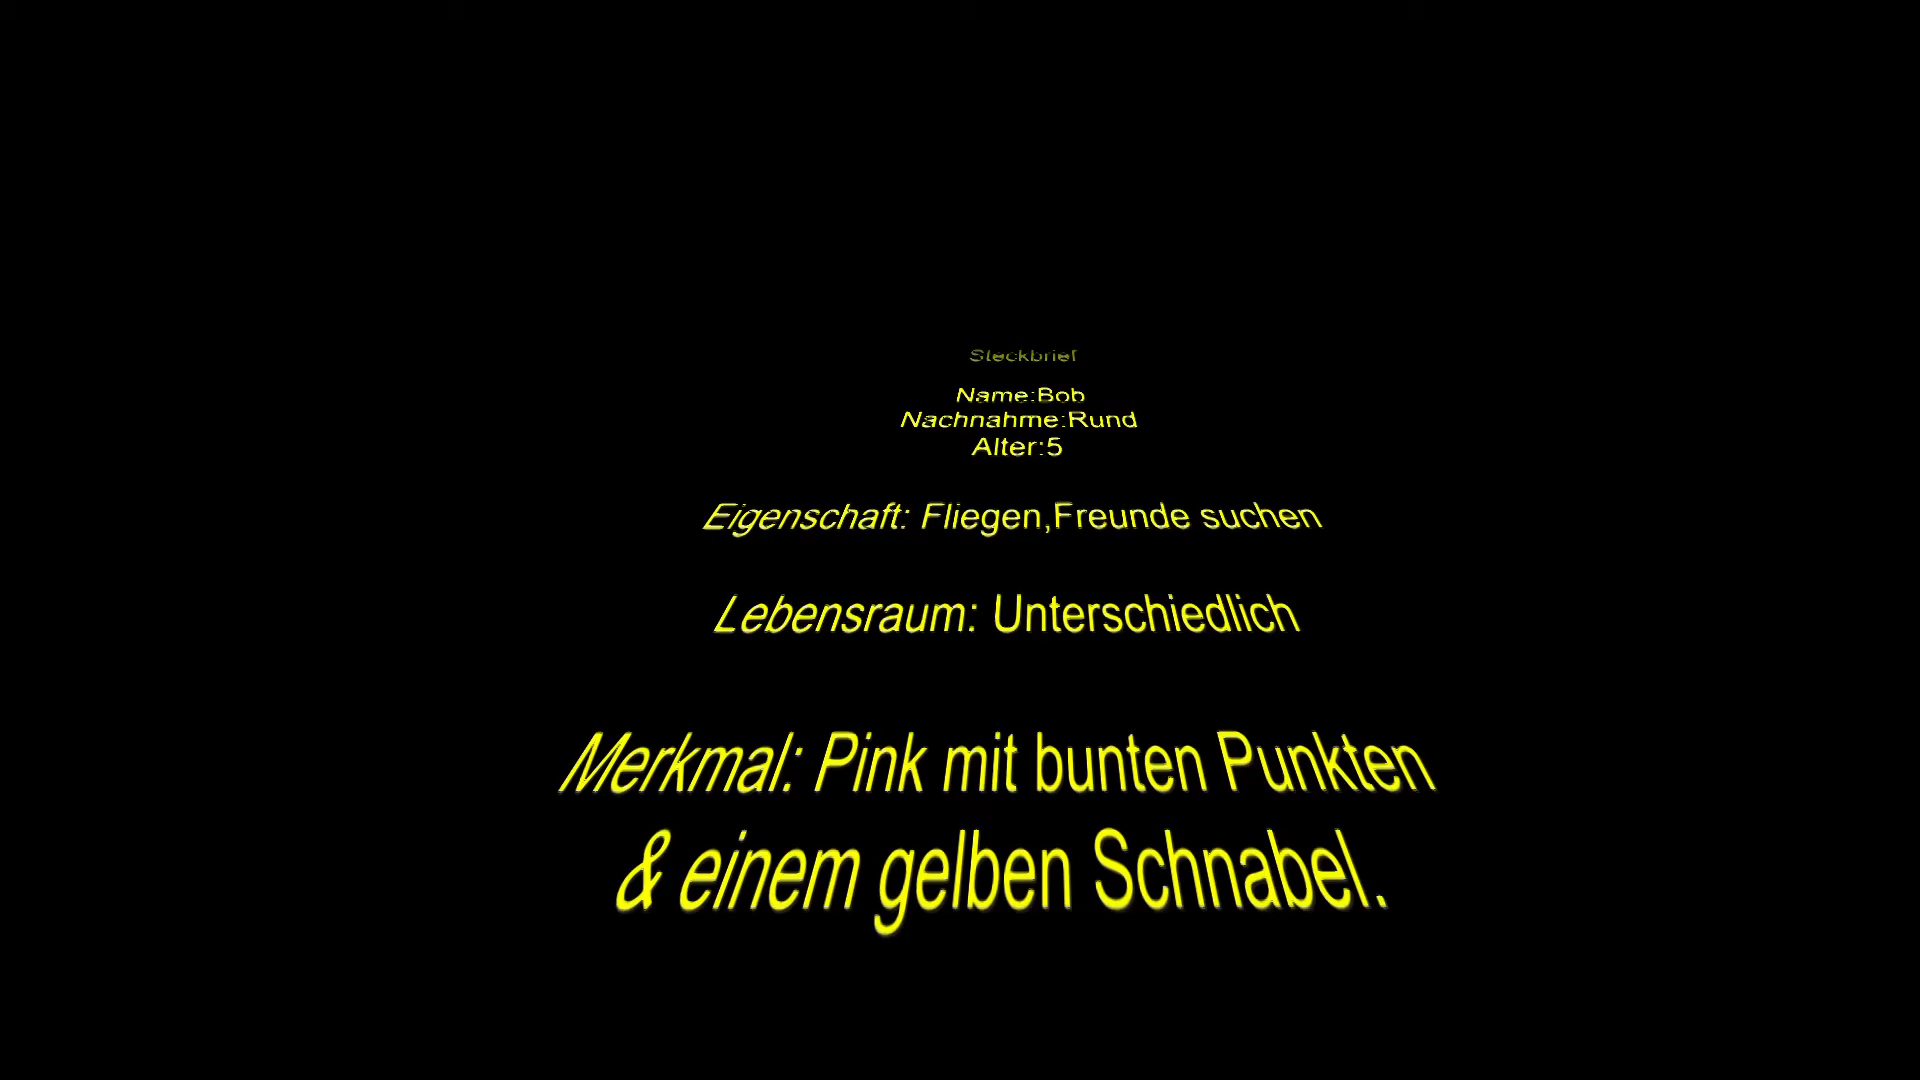 Steckbrief
Name:Bob
Nachnahme:Rund
Alter:5
Eigenschaft: Fliegen,Freunde suchen
Lebensraum: Unterschiedlich
Merkmal: Pink mit bunten Punkten
& einem gelben Schnabel.